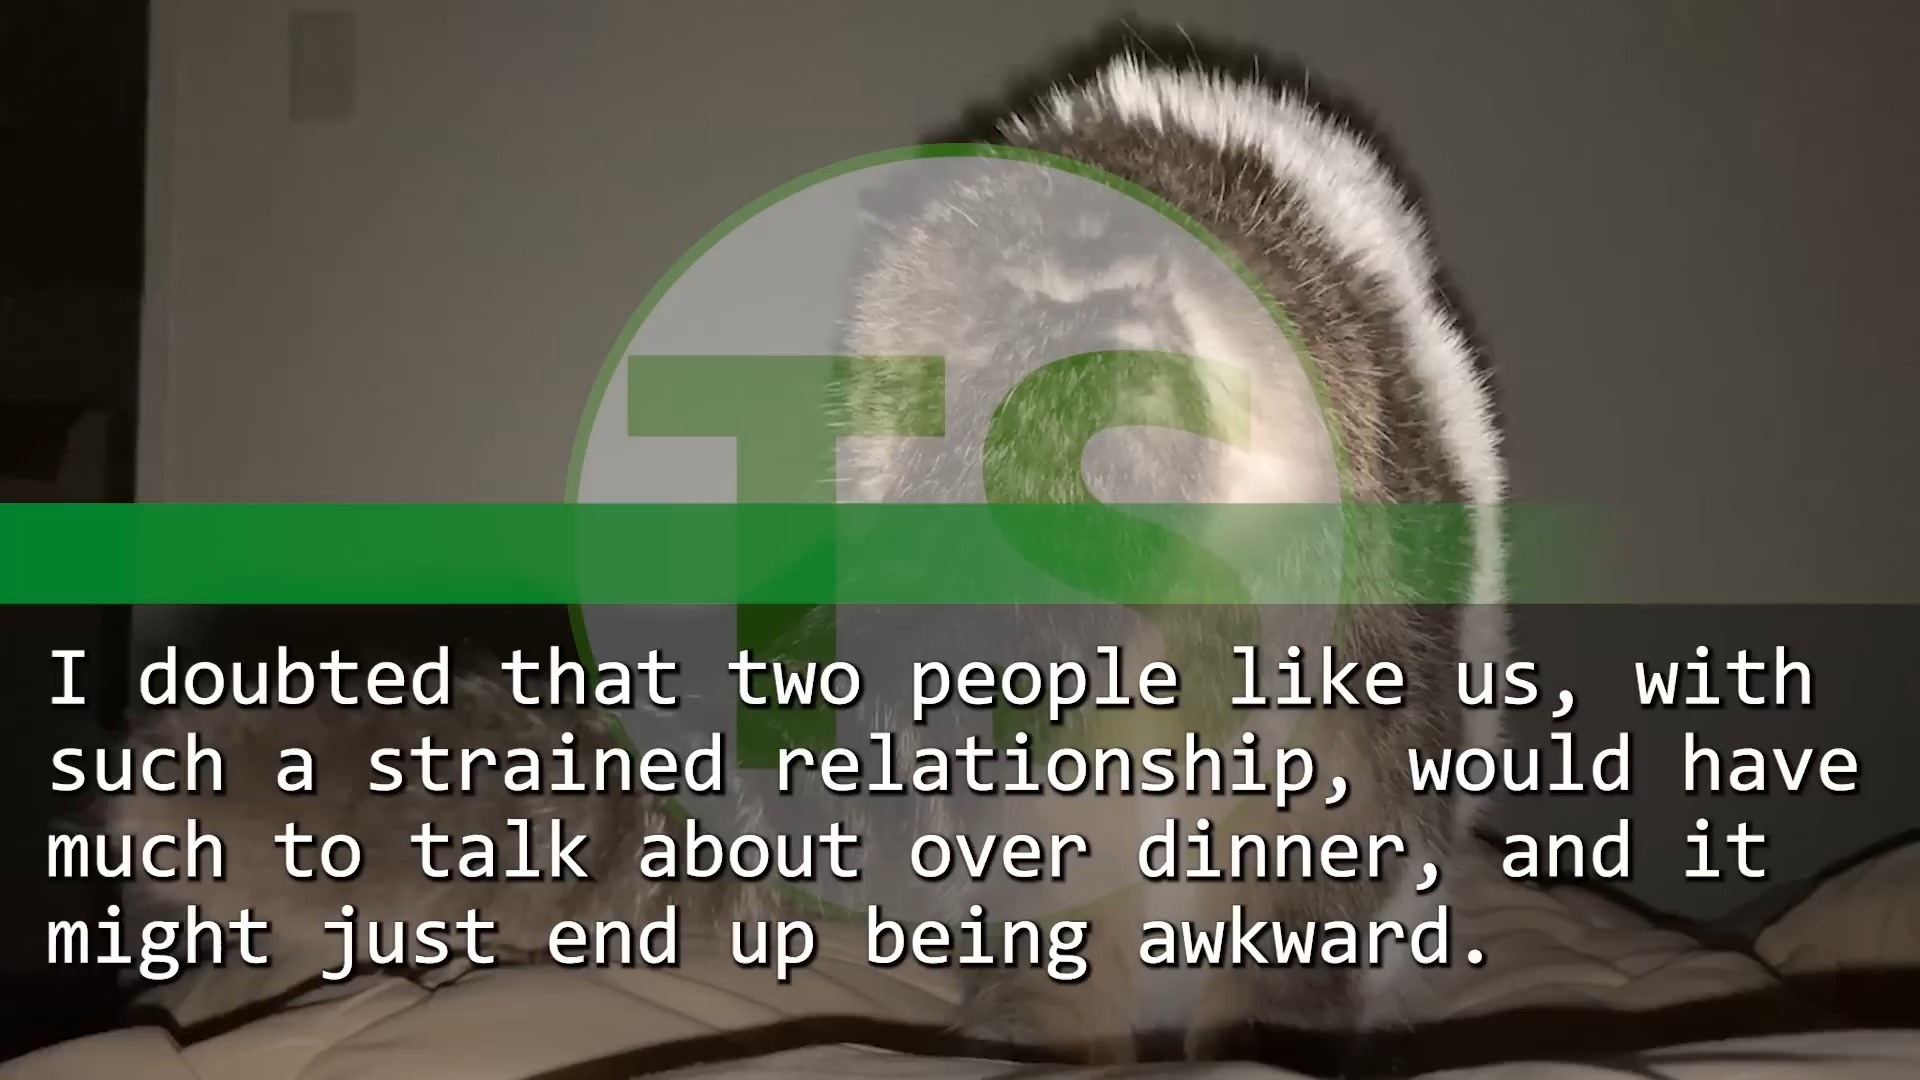 TS
I doubted that two people like us, with
such a strained relationship, would have
much to talk about over dinner, and it
might just end up being awkward.